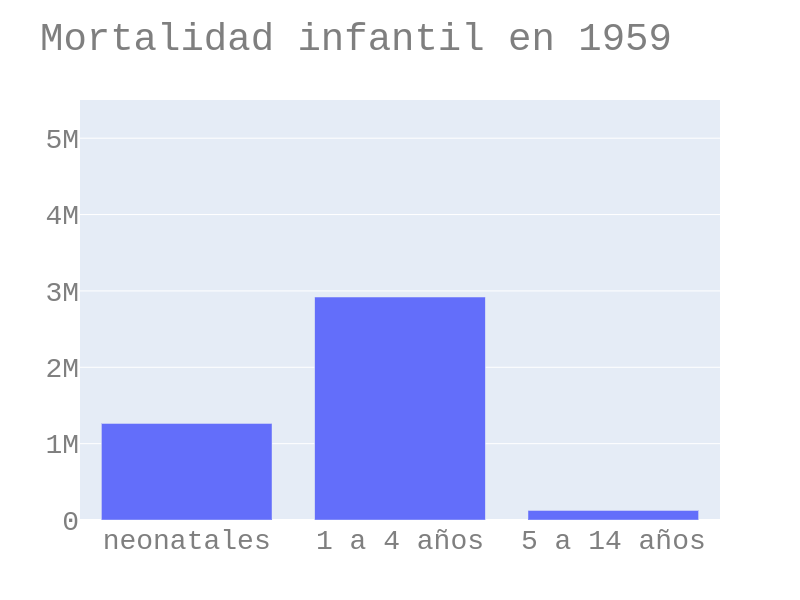 Mortalidad infantil en 1959
5M
4M
3M
2M
1M
0
neonatales 1 a 4 años 5 a 14 años